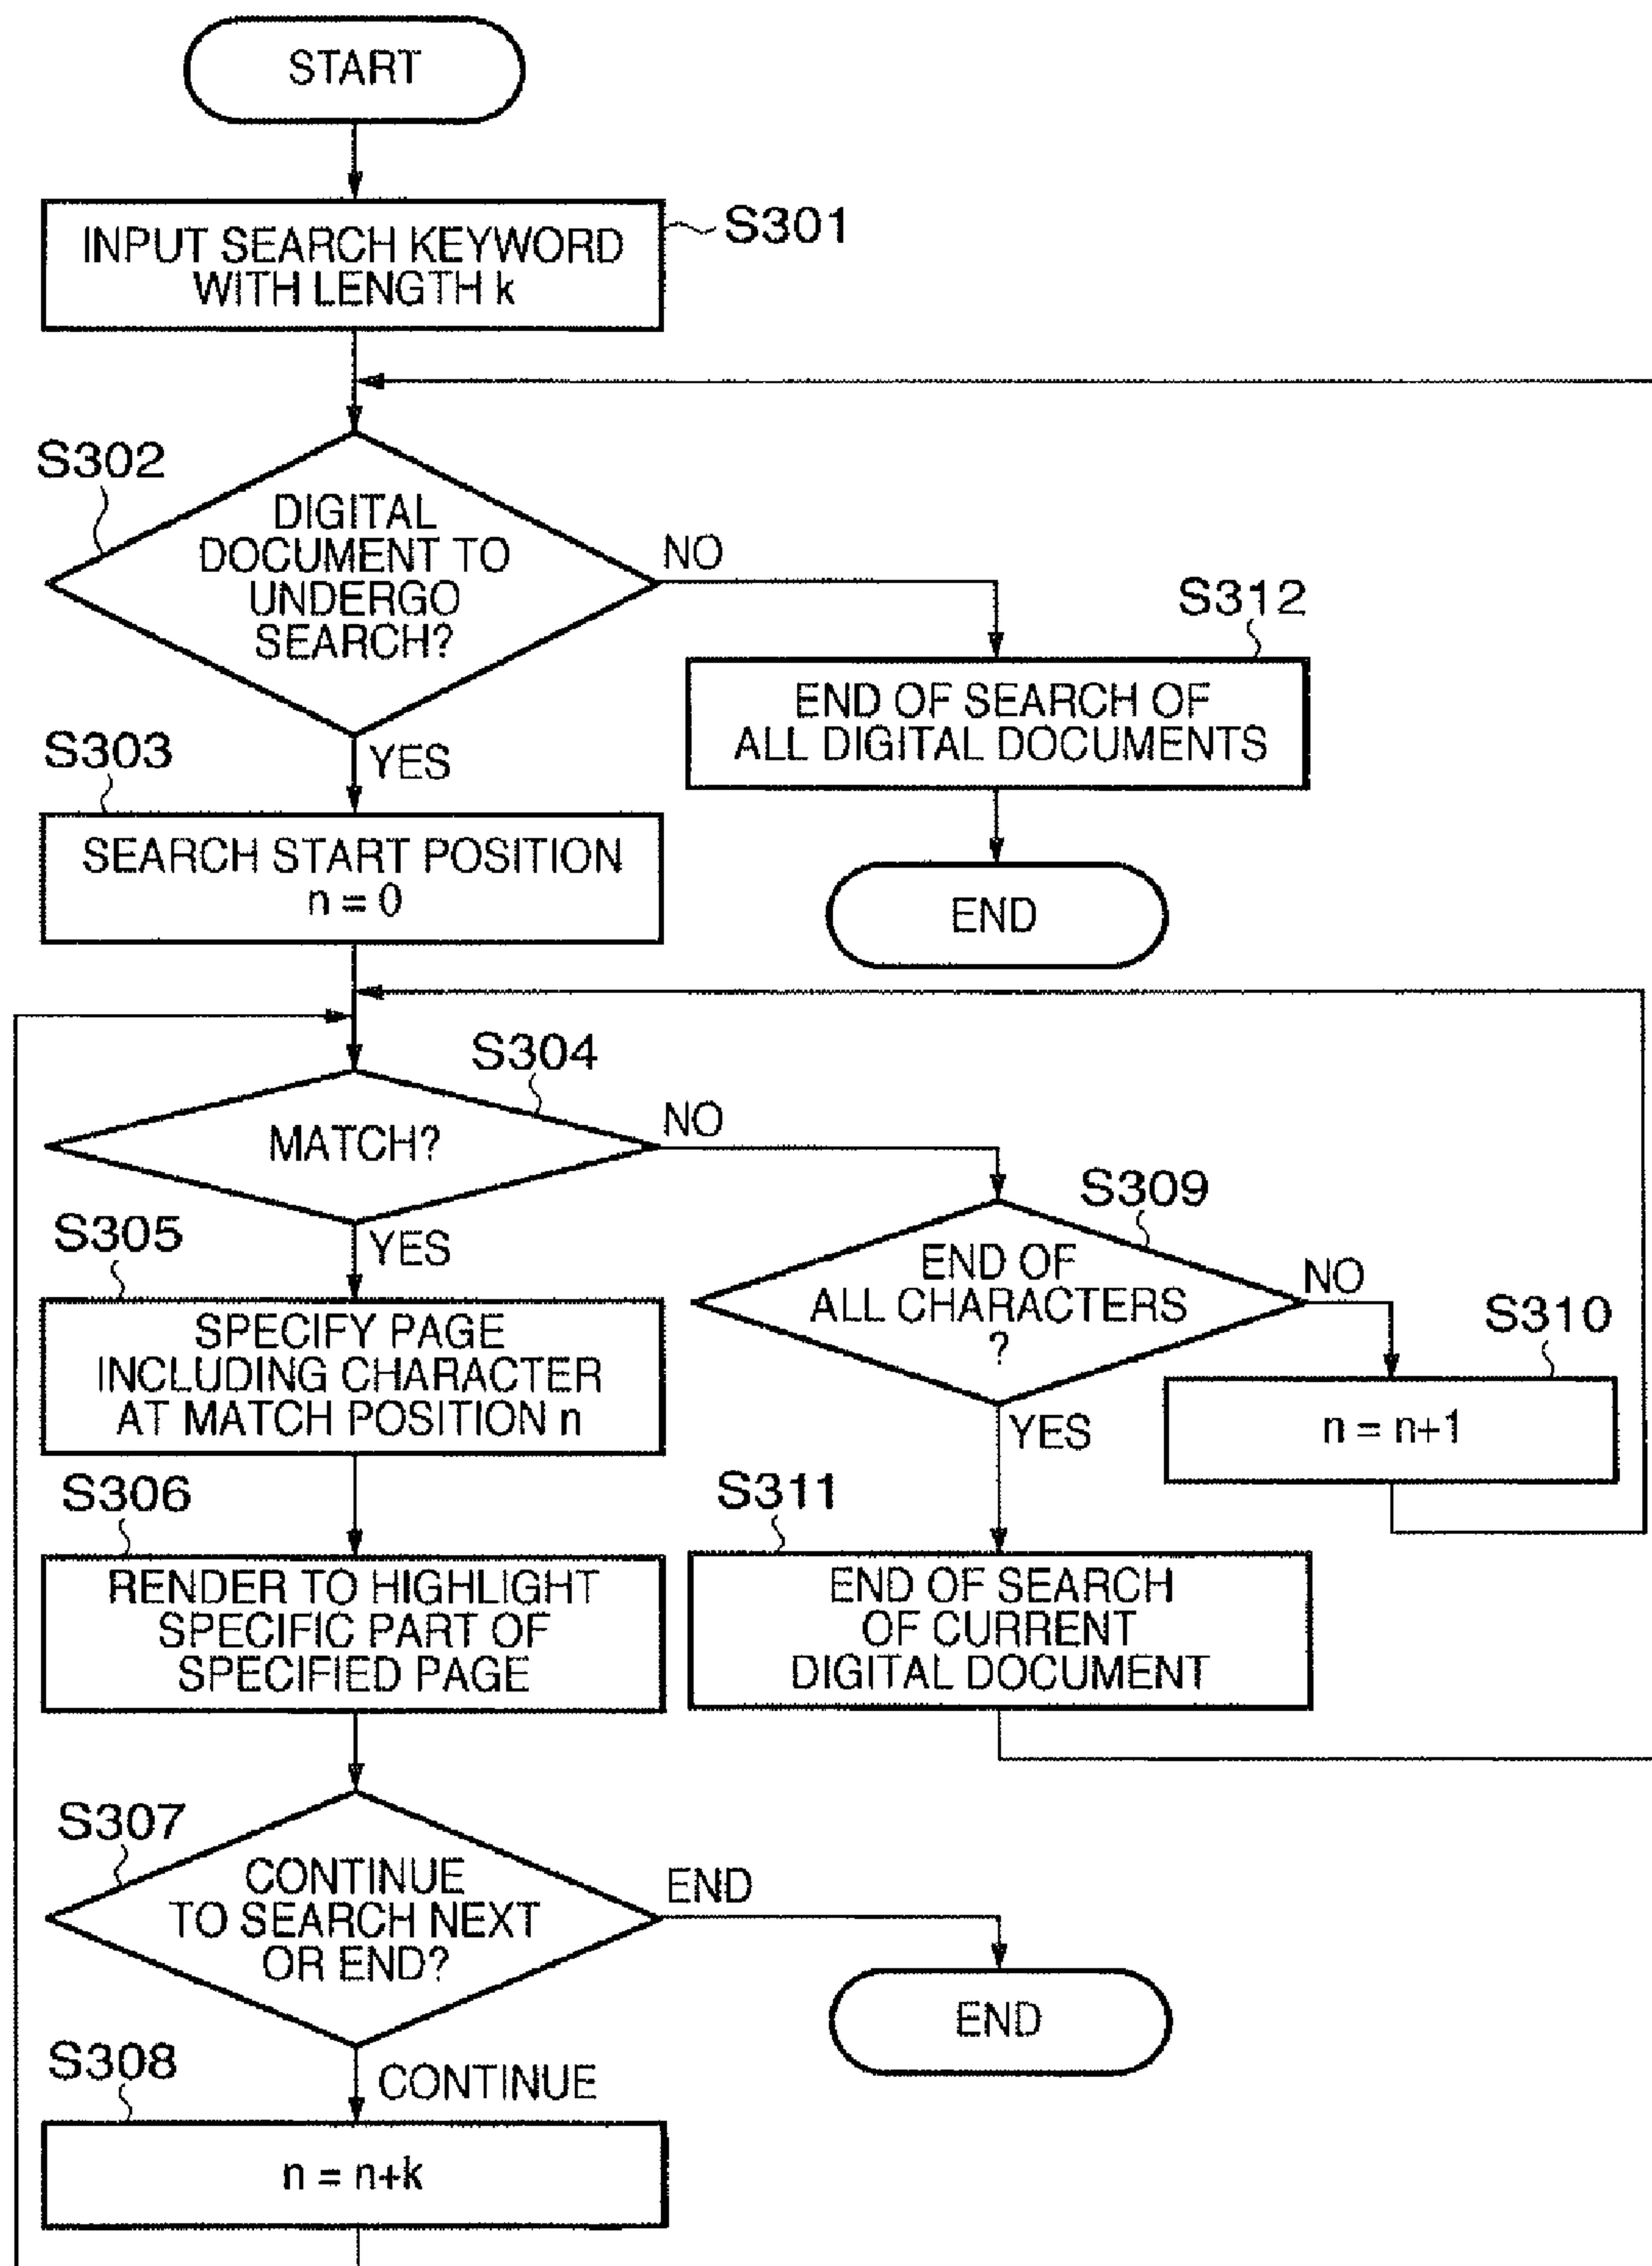 START
INPUT SEARCH KEYWORD
WITH LENGTH k
S301
S302
DIGITAL
DOCUMENT TO
UNDERGO
SEARCH?
NO
YES
S312
END OF SEARCH OF
ALL DIGITAL DOCUMENTS
END
S303
SEARCH START POSITION
n = 0
S304
MATCH?
NO
YES
S309
END OF
ALL CHARACTERS
?
NO
YES
S310
n = n+1
S305
SPECIFY PAGE
INCLUDING CHARACTER
AT MATCH POSITION n
S311
END OF SEARCH
OF CURRENT
DIGITAL DOCUMENT
S306
RENDER TO HIGHLIGHT
SPECIFIC PART OF
SPECIFIED PAGE
S307
CONTINUE
TO SEARCH NEXT
OR END?
END
END
CONTINUE
S308
n = n+k